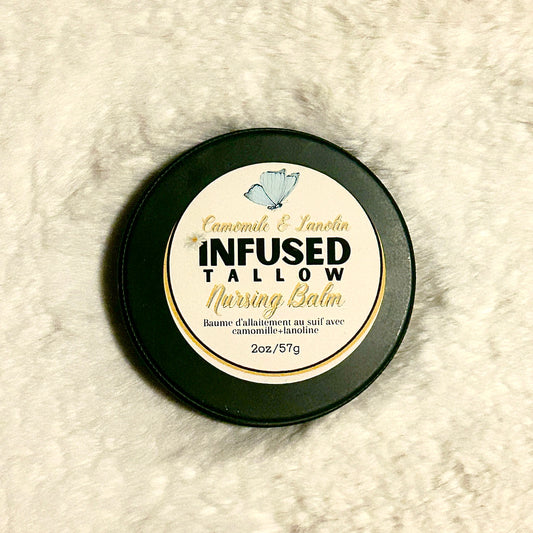 Camomile & Lanolin
INFUSED
TALLOW
Nursing Balm
Baume d'allaitement au suif avec
camomille+lanoline
2oz/57g